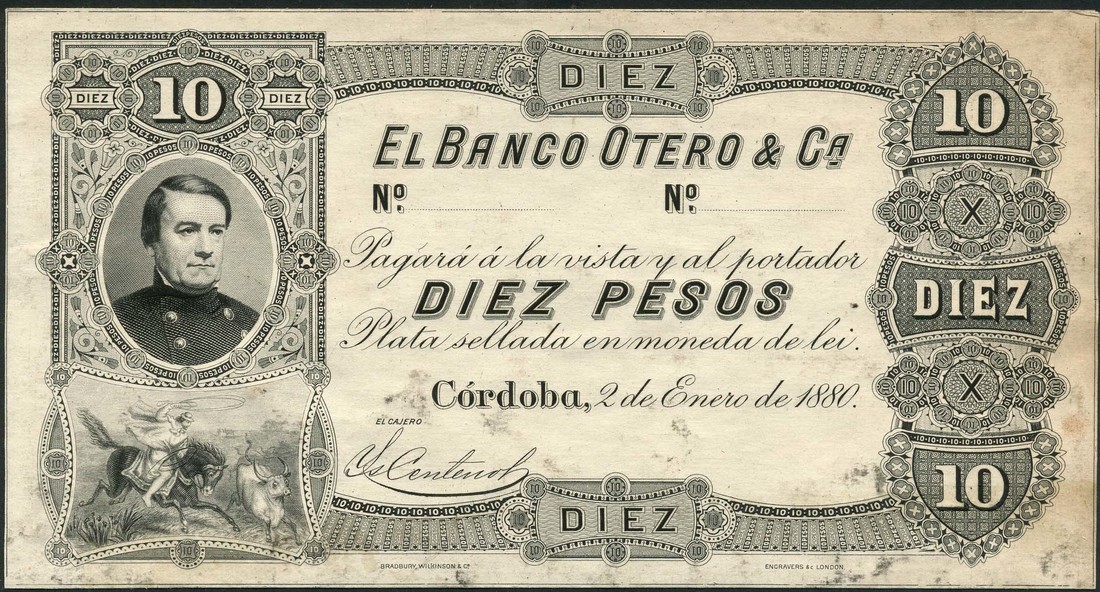 10
DIEZ
DIEZ
DIEZ
10
EL BANCO OTERO & Cª
Nº
Nº
X
Pagará á la vista y al portador
DIEZ PESOS
DIEZ
Plata sellada en moneda de lei.
X
Córdoba, 2 de Enero de 1880.
EL CAJERO
Centeno
10
DIEZ
BRADBURY, WILKINSON & Cº
ENGRAVERS &c LONDON.